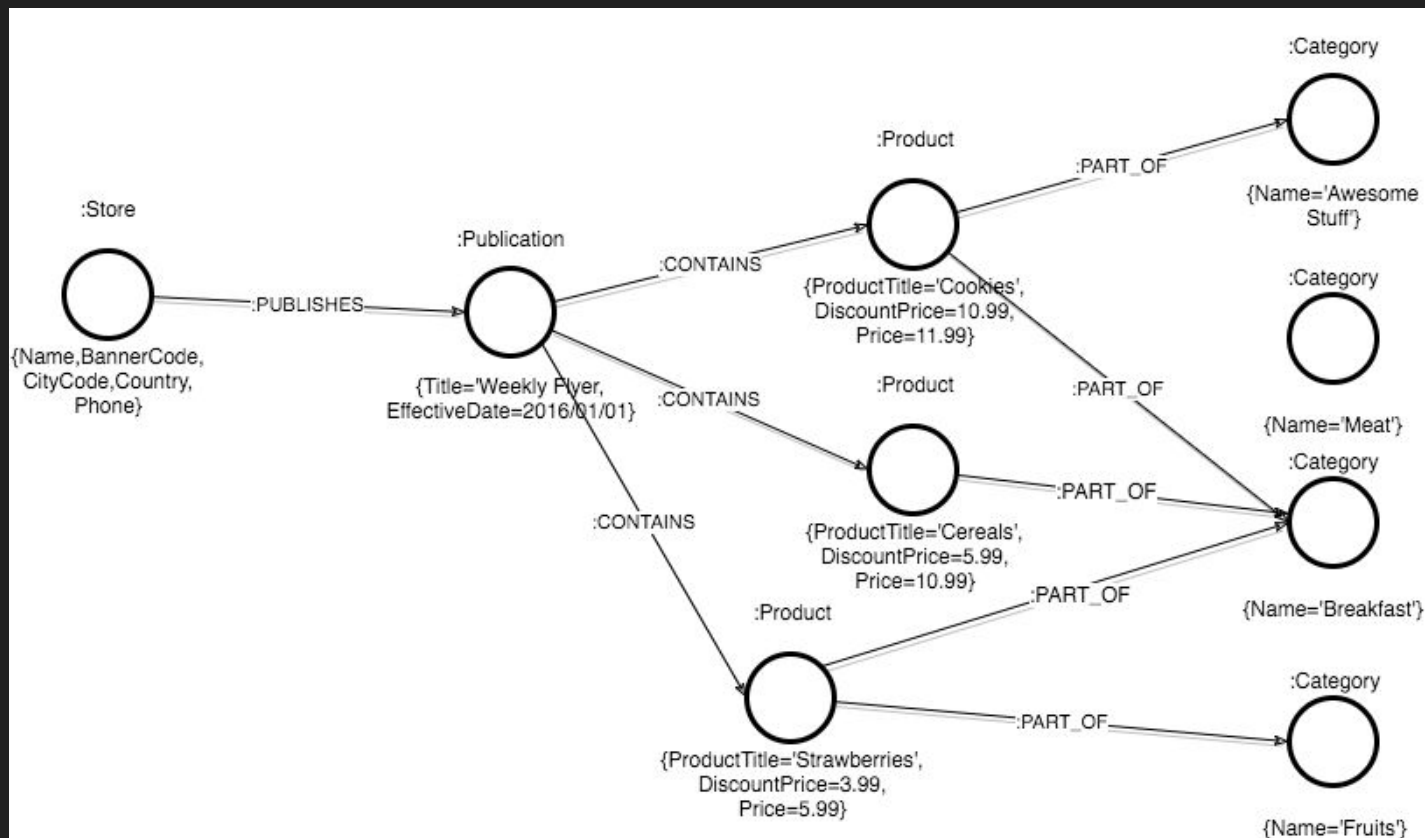 :Store
{Name,BannerCode,
CityCode,Country,
Phone}
:PUBLISHES
:Publication
{Title='Weekly Flyer,
EffectiveDate=2016/01/01}
:CONTAINS
:CONTAINS
:CONTAINS
:Product
{ProductTitle='Cookies',
DiscountPrice=10.99,
Price=11.99}
:Product
{ProductTitle='Cereals',
DiscountPrice=5.99,
Price=10.99}
:Product
{ProductTitle='Strawberries',
DiscountPrice=3.99,
Price=5.99}
:PART_OF
:PART_OF
:PART_OF
:PART_OF
:PART_OF
:Category
{Name='Awesome
Stuff'}
:Category
{Name='Meat'}
:Category
{Name='Breakfast'}
:Category
{Name='Fruits'}